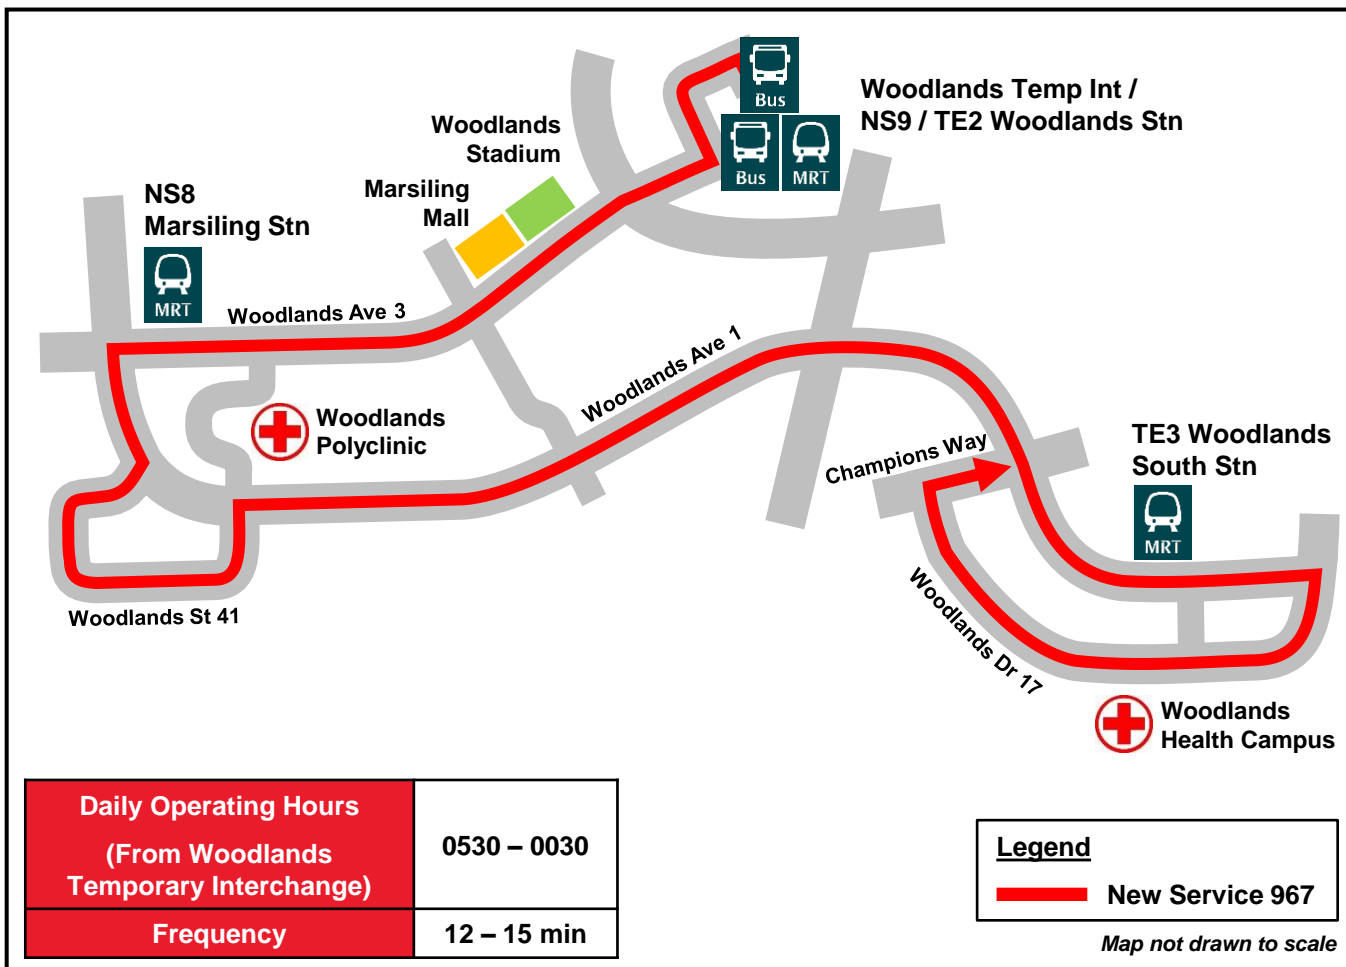 Bus
Woodlands Temp Int /
NS9 / TE2 Woodlands Stn
Bus
MRT
Woodlands
Stadium
Marsiling
Mall
NS8
Marsiling Stn
MRT
Woodlands Ave 3
Woodlands Ave 1
Woodlands
Polyclinic
Champions Way
TE3 Woodlands
South Stn
MRT
Woodlands St 41
Woodlands Dr 17
Woodlands
Health Campus
Daily Operating Hours
(From Woodlands
Temporary Interchange)
0530 – 0030
Frequency
12 – 15 min
Legend
New Service 967
Map not drawn to scale